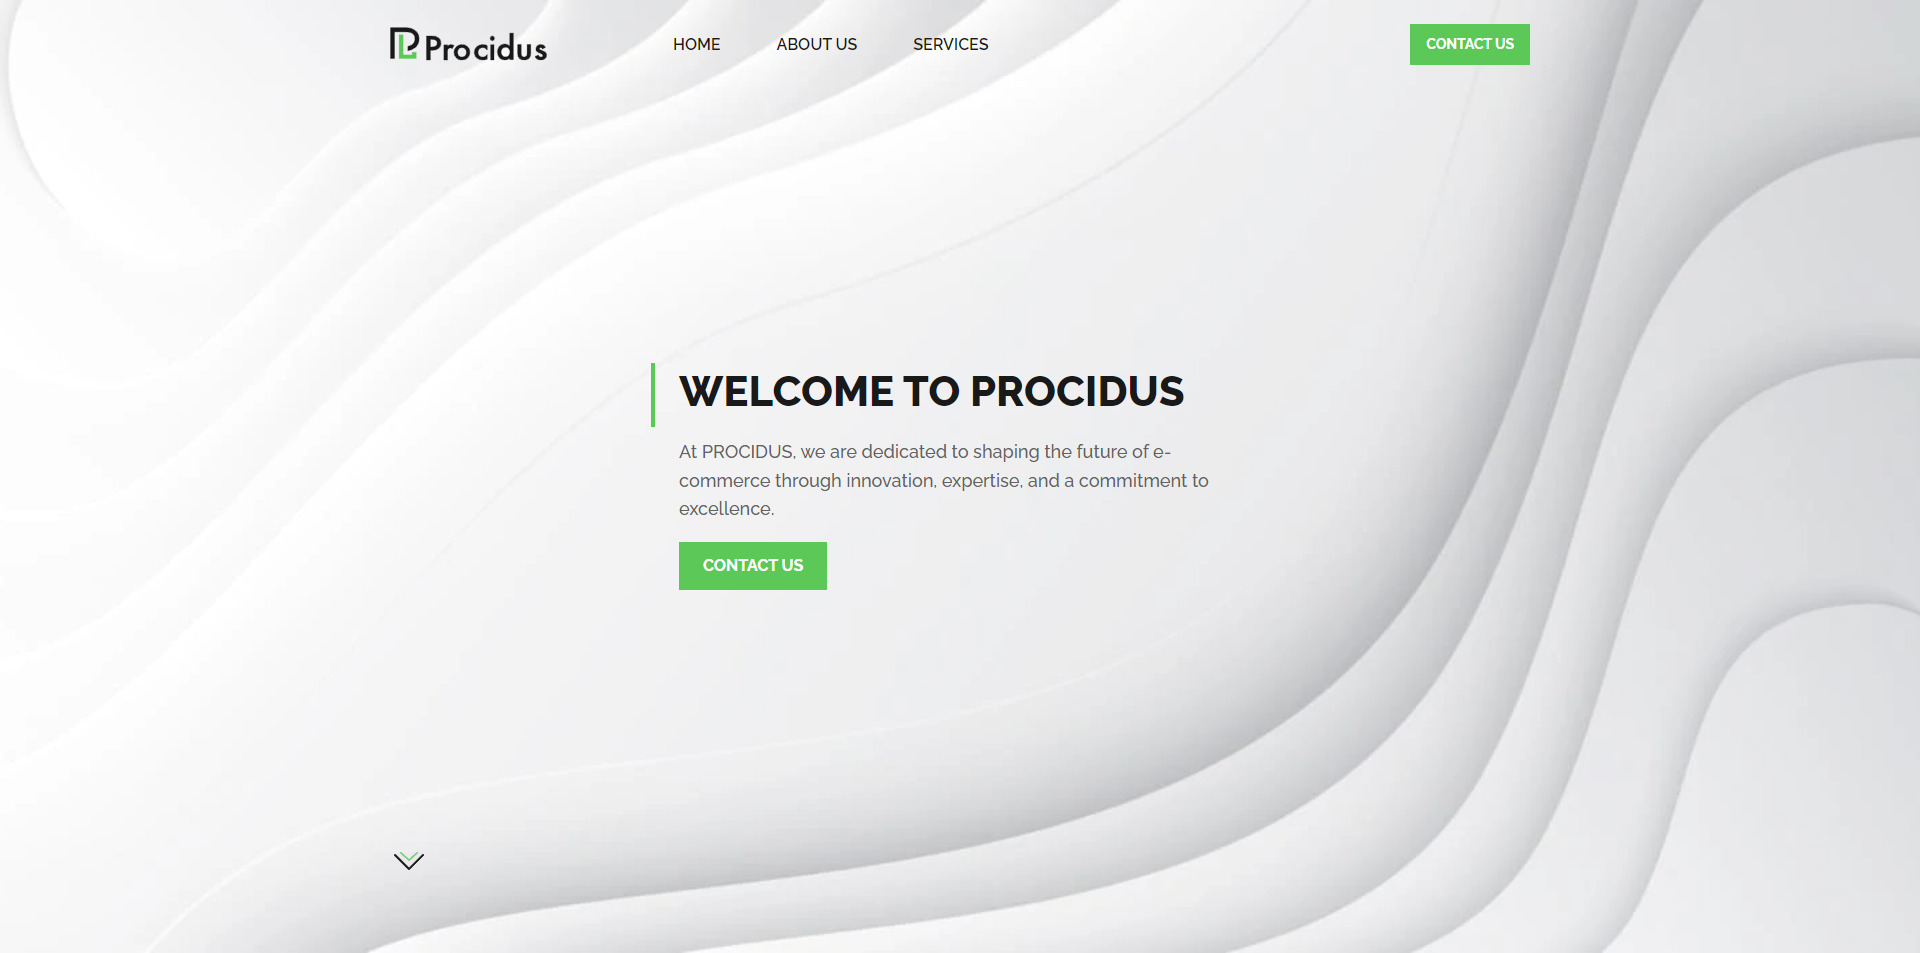 Procidus
HOME
ABOUT US
SERVICES
CONTACT US
WELCOME TO PROCIDUS
At PROCIDUS, we are dedicated to shaping the future of e-
commerce through innovation, expertise, and a commitment to
excellence.
CONTACT US